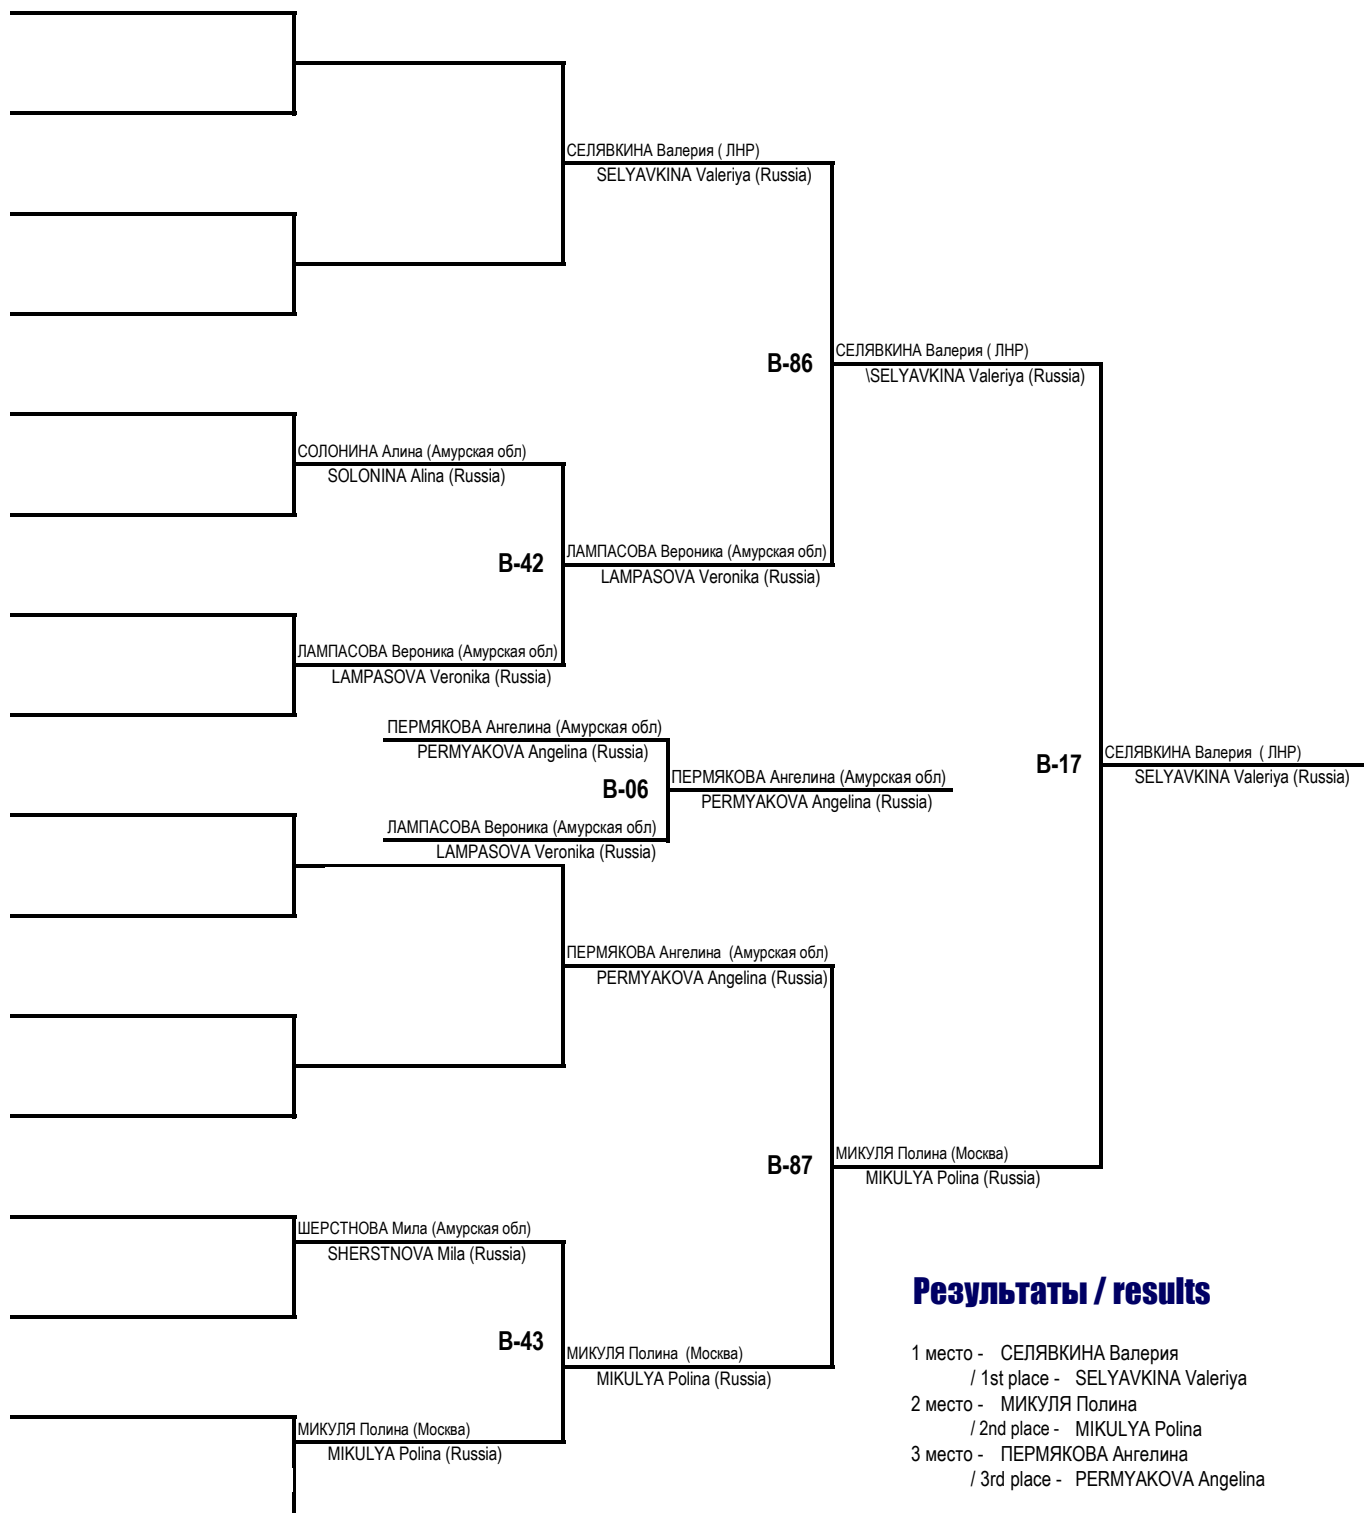 СЕЛЯВКИНА Валерия ( ЛНР)
SELYAVKINA Valeriya (Russia)
B-86
СЕЛЯВКИНА Валерия ( ЛНР)
\SELYAVKINA Valeriya (Russia)
СОЛОНИНА Алина (Амурская обл)
SOLONINA Alina (Russia)
B-42
ЛАМПАСОВА Вероника (Амурская обл)
LAMPASOVA Veronika (Russia)
ЛАМПАСОВА Вероника (Амурская обл)
LAMPASOVA Veronika (Russia)
ПЕРМЯКОВА Ангелина (Амурская обл)
PERMYAKOVA Angelina (Russia)
B-06
ПЕРМЯКОВА Ангелина (Амурская обл)
PERMYAKOVA Angelina (Russia)
ЛАМПАСОВА Вероника (Амурская обл)
LAMPASOVA Veronika (Russia)
B-17
СЕЛЯВКИНА Валерия ( ЛНР)
SELYAVKINA Valeriya (Russia)
ПЕРМЯКОВА Ангелина (Амурская обл)
PERMYAKOVA Angelina (Russia)
B-87
МИКУЛЯ Полина (Москва)
MIKULYA Polina (Russia)
ШЕРСТНОВА Мила (Амурская обл)
SHERSTNOVA Mila (Russia)
B-43
МИКУЛЯ Полина (Москва)
MIKULYA Polina (Russia)
МИКУЛЯ Полина (Москва)
MIKULYA Polina (Russia)
Результаты / results
1 место - СЕЛЯВКИНА Валерия
/ 1st place - SELYAVKINA Valeriya
2 место - МИКУЛЯ Полина
/ 2nd place - MIKULYA Polina
3 место - ПЕРМЯКОВА Ангелина
/ 3rd place - PERMYAKOVA Angelina